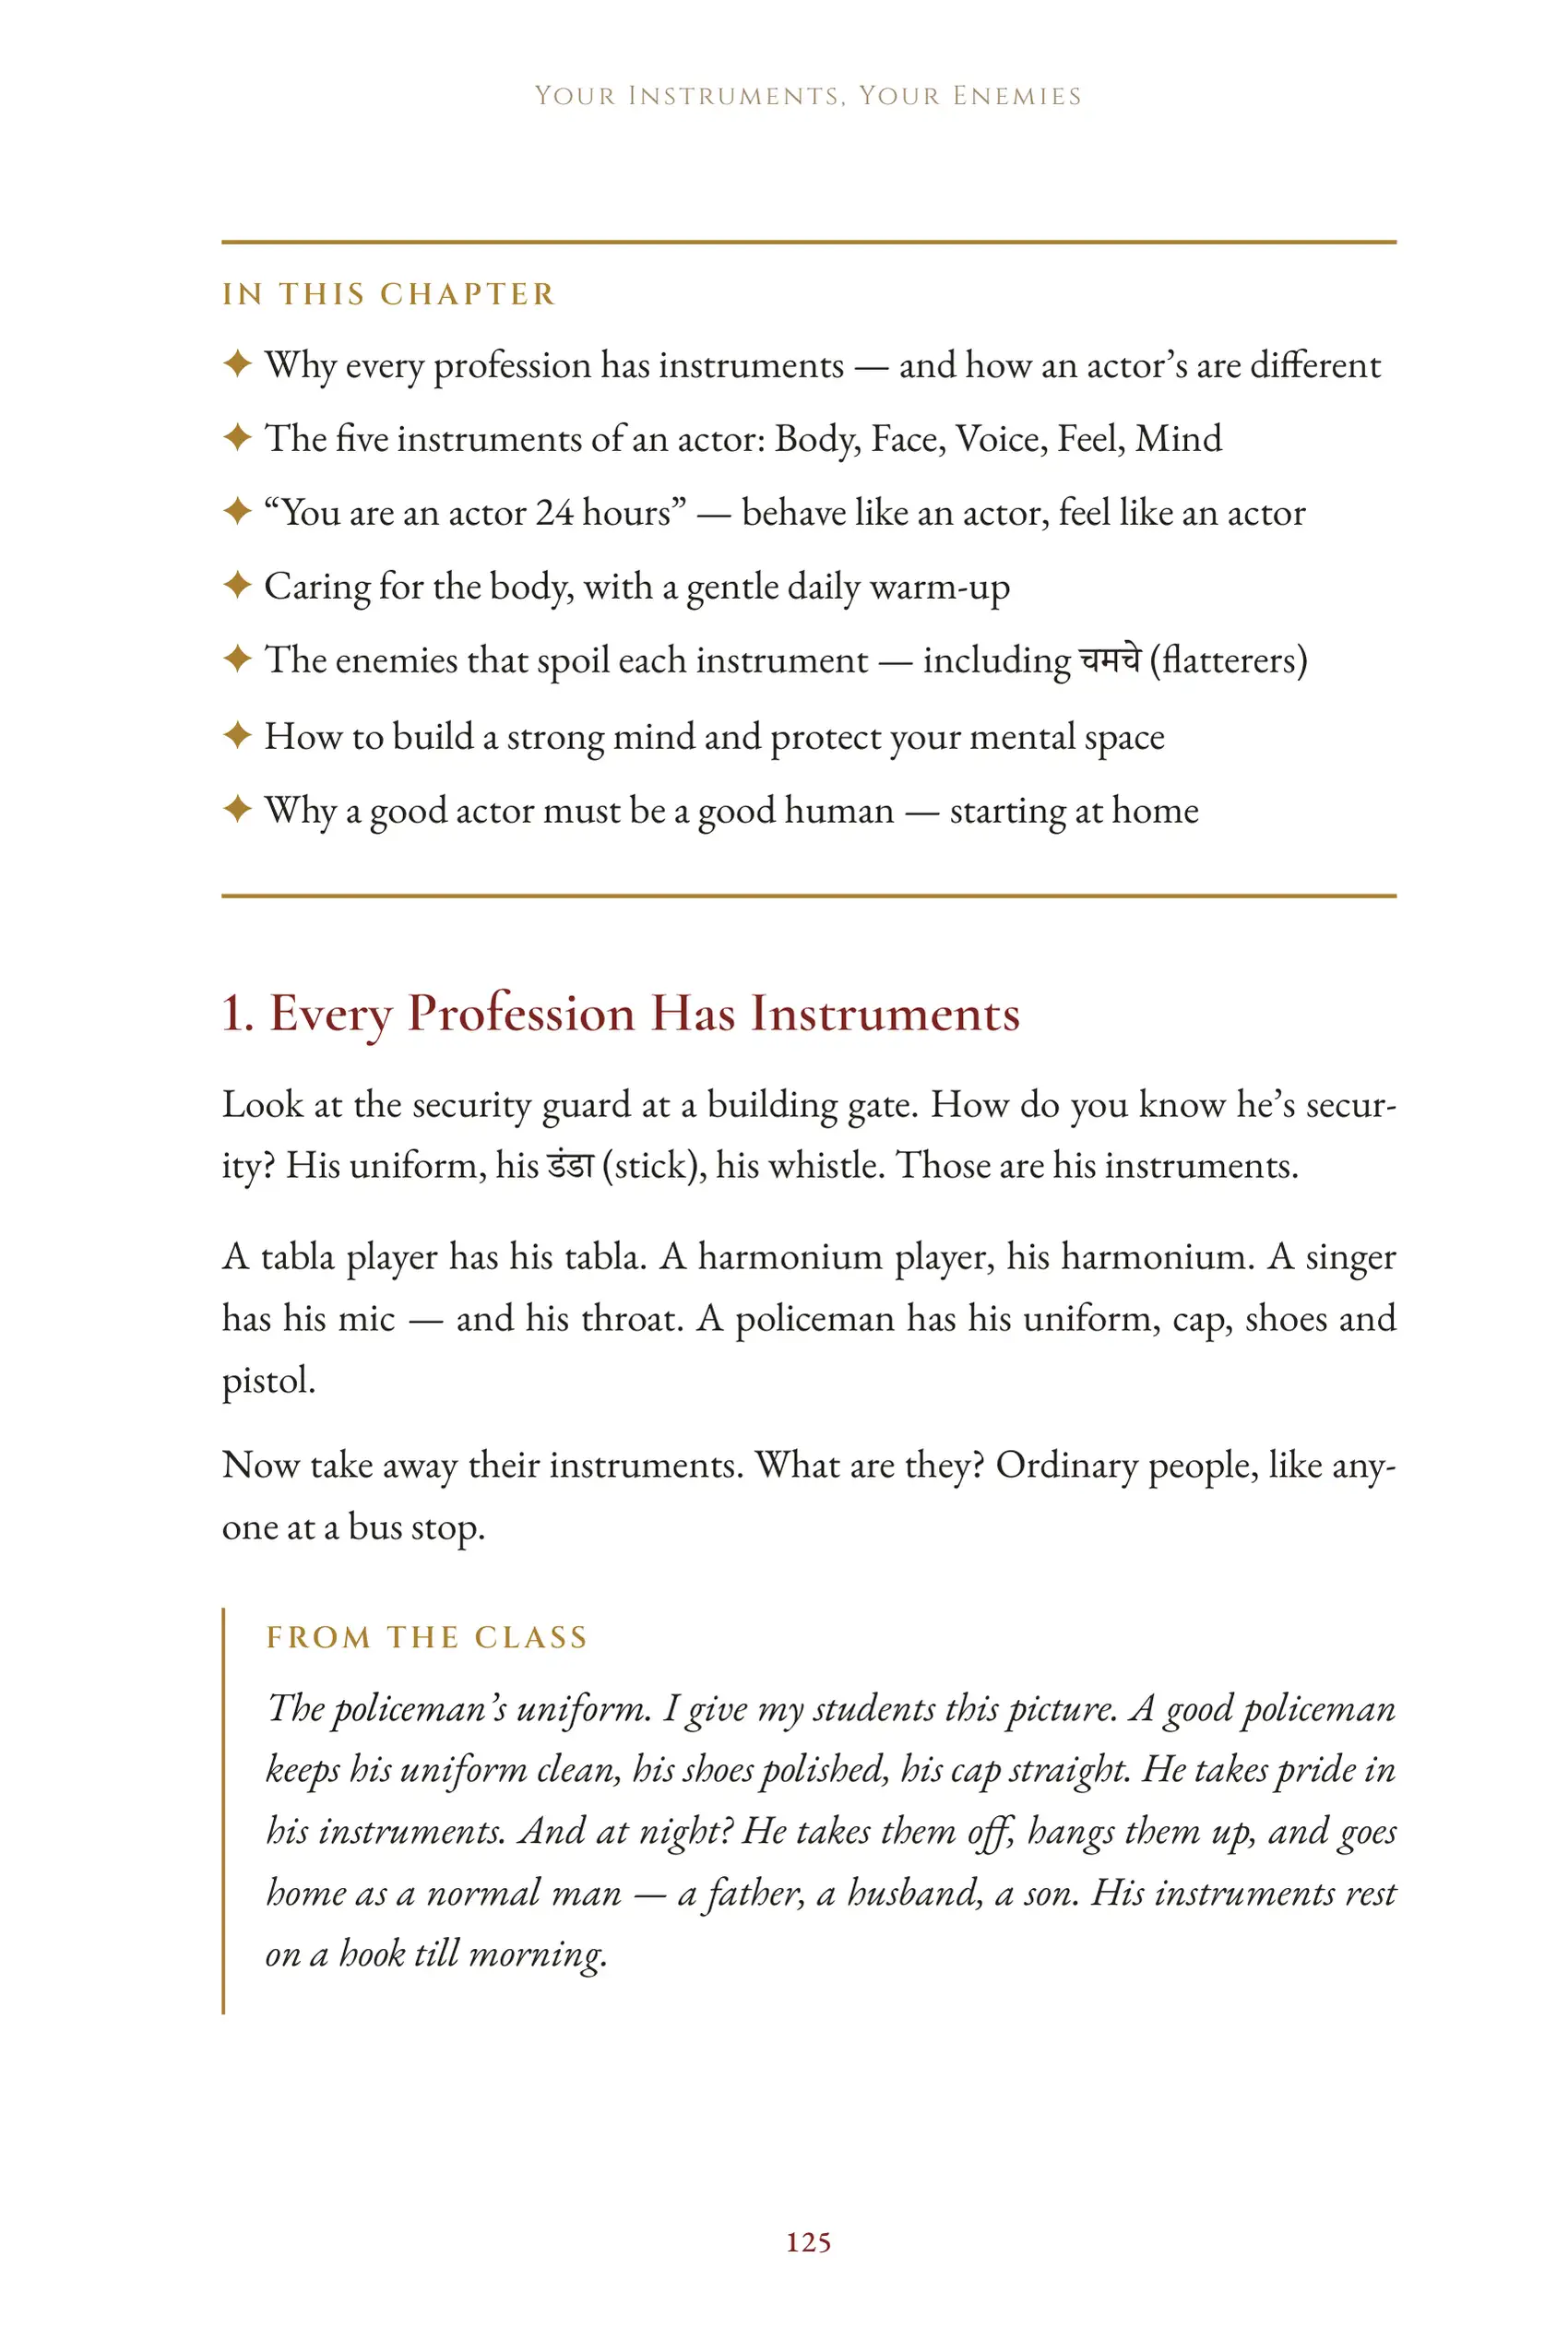 Your Instruments, Your Enemies
IN THIS CHAPTER
✦ Why every profession has instruments — and how an actor’s are different
✦ The five instruments of an actor: Body, Face, Voice, Feel, Mind
✦ “You are an actor 24 hours” — behave like an actor, feel like an actor
✦ Caring for the body, with a gentle daily warm-up
✦ The enemies that spoil each instrument — including चमचे (flatterers)
✦ How to build a strong mind and protect your mental space
✦ Why a good actor must be a good human — starting at home
1. Every Profession Has Instruments
Look at the security guard at a building gate. How do you know he’s secur-
ity? His uniform, his डंडा (stick), his whistle. Those are his instruments.
A tabla player has his tabla. A harmonium player, his harmonium. A singer
has his mic — and his throat. A policeman has his uniform, cap, shoes and
pistol.
Now take away their instruments. What are they? Ordinary people, like any-
one at a bus stop.
FROM THE CLASS
The policeman’s uniform. I give my students this picture. A good policeman
keeps his uniform clean, his shoes polished, his cap straight. He takes pride in
his instruments. And at night? He takes them off, hangs them up, and goes
home as a normal man — a father, a husband, a son. His instruments rest
on a hook till morning.
125